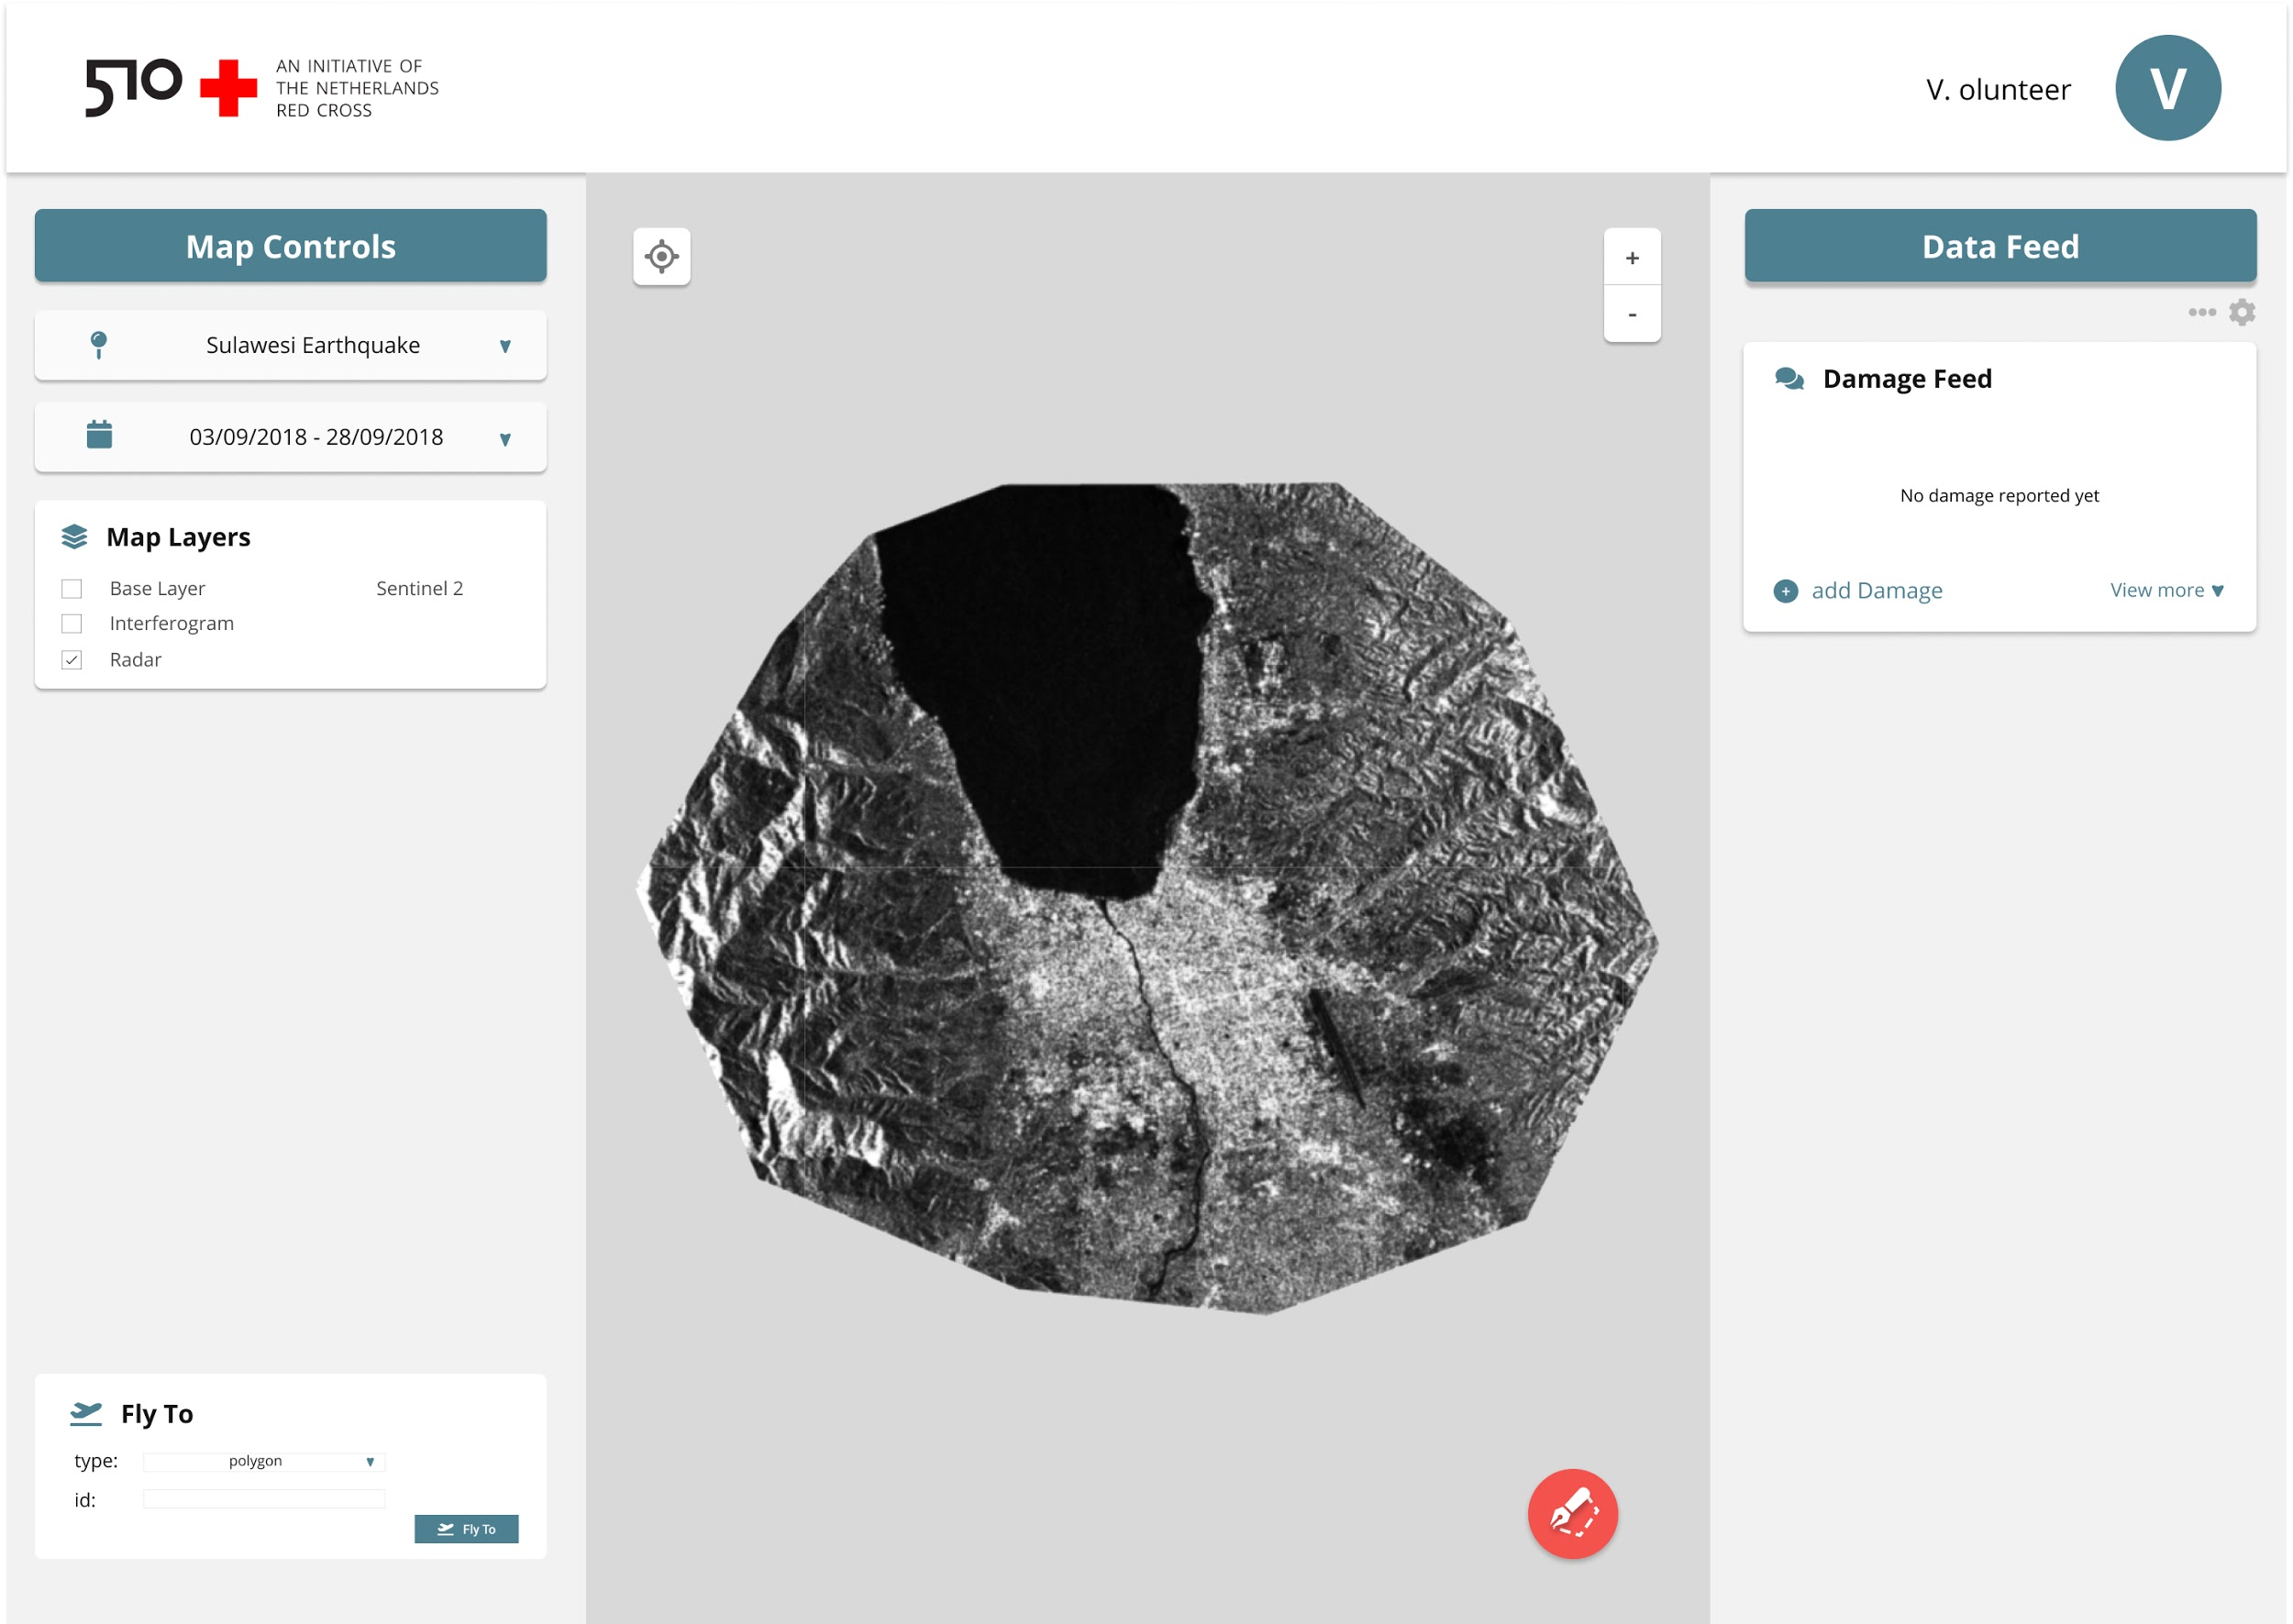 510
AN INITIATIVE OF
THE NETHERLANDS
RED CROSS
V. olunteer
V
Map Controls
Sulawesi Earthquake
03/09/2018 - 28/09/2018
Map Layers
Base Layer Sentinel 2
Interferogram
Radar
Fly To
type: polygon
id:
Fly To
+
-
Data Feed
Damage Feed
No damage reported yet
+ add Damage View more